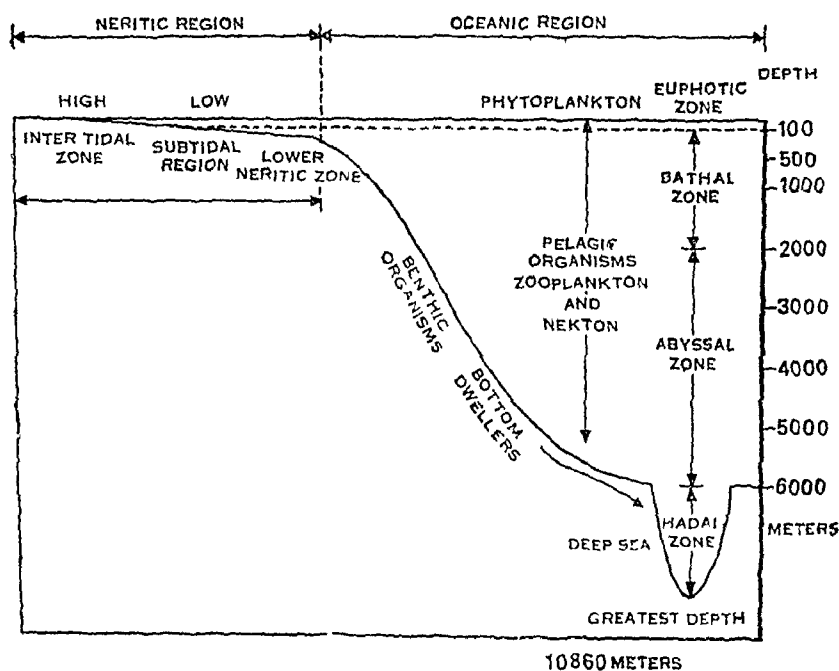 NERITIC REGION
OCEANIC REGION
DEPTH
HIGH
LOW
PHYTOPLANKTON
EUPHOTIC
ZONE
INTER TIDAL
ZONE
SUBTIDAL
REGION
LOWER
NERITIC ZONE
100
500
1000
BATHAL
ZONE
2000
PELAGIC
ORGANISMS
ZOOPLANKTON
AND
NEKTON
BENTHIC
ORGANISMS
3000
ABYSSAL
ZONE
4000
BOTTOM
DWELLERS
5000
6000
METERS
HADAL
ZONE
DEEP SEA
GREATEST DEPTH
10860 METERS